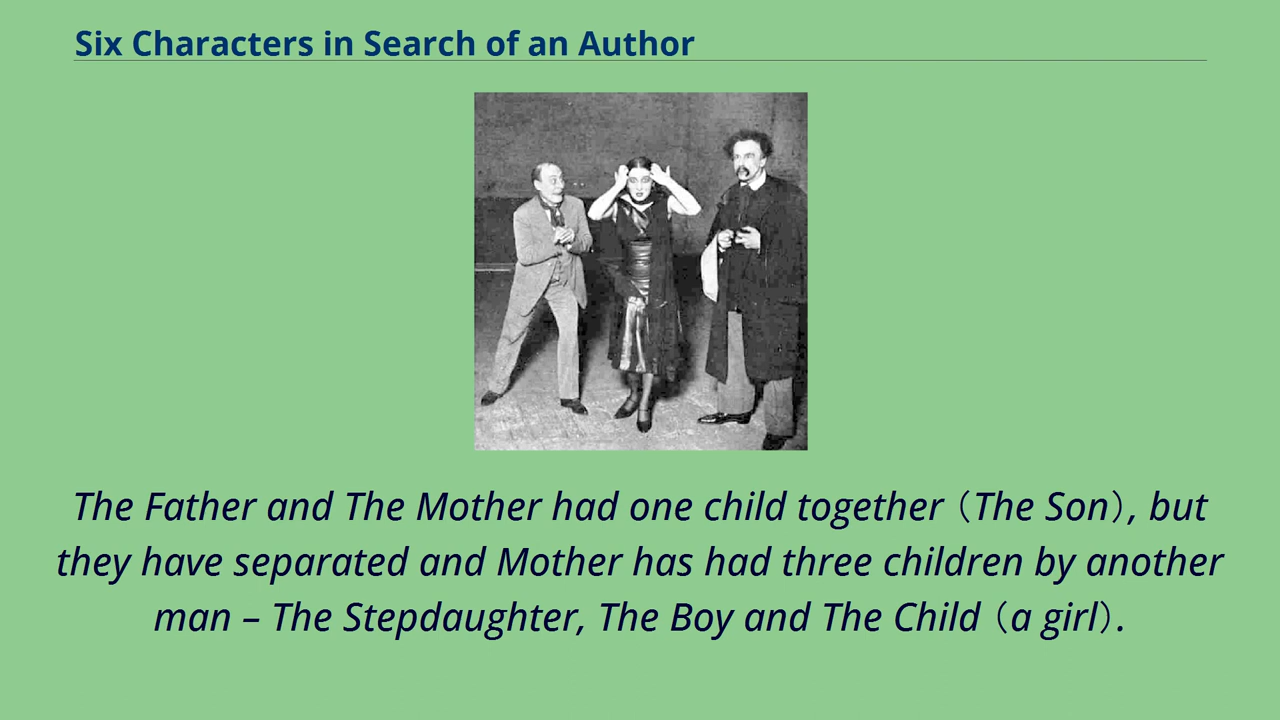 Six Characters in Search of an Author
The Father and The Mother had one child together（The Son）, but
they have separated and Mother has had three children by another
man – The Stepdaughter, The Boy and The Child（a girl）.